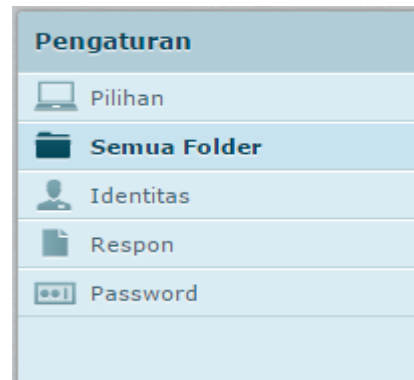 Pengaturan
Pilihan
Semua Folder
Identitas
Respon
Password